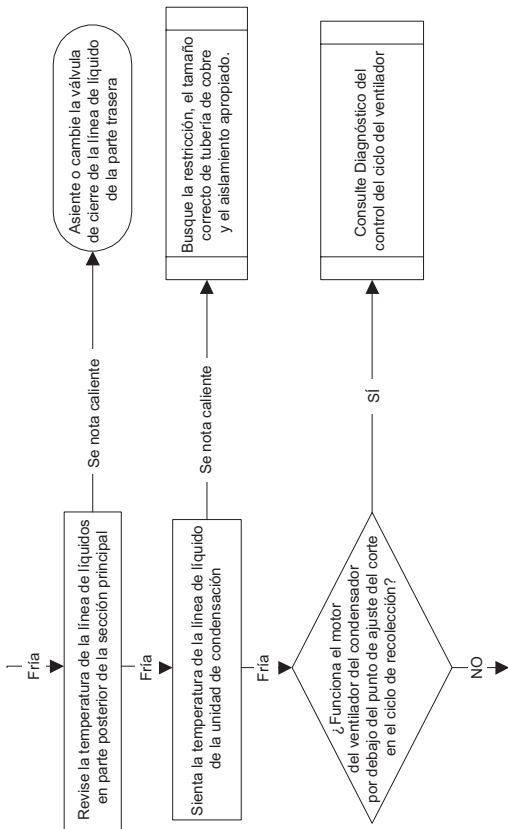 Fría
Revise la temperatura de la línea de líquidos
en parte posterior de la sección principal
Se nota caliente
Asiente o cambie la válvula
de cierre de la línea de líquido
de la parte trasera
Fría
Sienta la temperatura de la línea de líquido
de la unidad de condensación
Se nota caliente
Busque la restricción, el tamaño
correcto de tubería de cobre
y el aislamiento apropiado.
Fría
¿Funciona el motor
del ventilador del condensador
por debajo del punto de ajuste del corte
en el ciclo de recolección?
SÍ
Consulte Diagnóstico del
control del ciclo del ventilador
NO